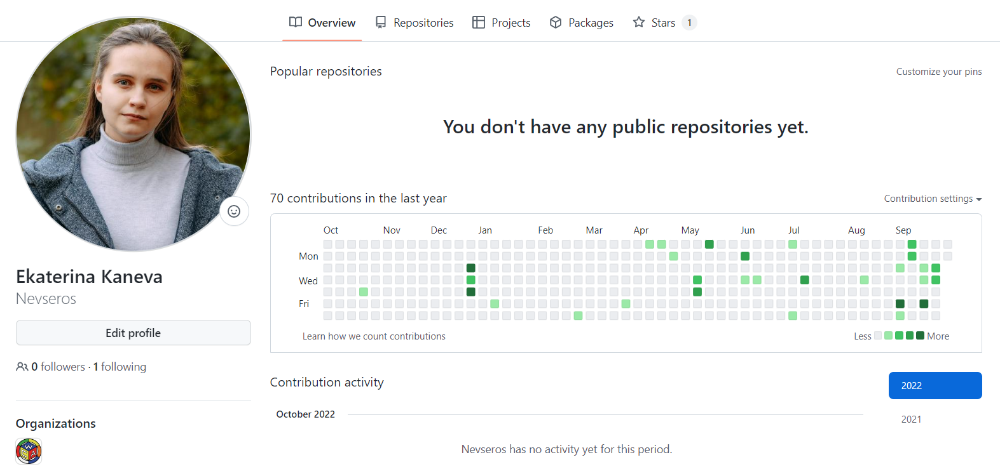 Overview Repositories Projects Packages Stars 1
Popular repositories Customize your pins
You don't have any public repositories yet.
70 contributions in the last year Contribution settings
Oct Nov Dec Jan Feb Mar Apr May Jun Jul Aug Sep
Mon
Wed
Fri
Learn how we count contributions Less More
Ekaterina Kaneva
Nevseros
Edit profile
0 followers · 1 following
Organizations
Contribution activity
2022
2021
October 2022
Nevseros has no activity yet for this period.